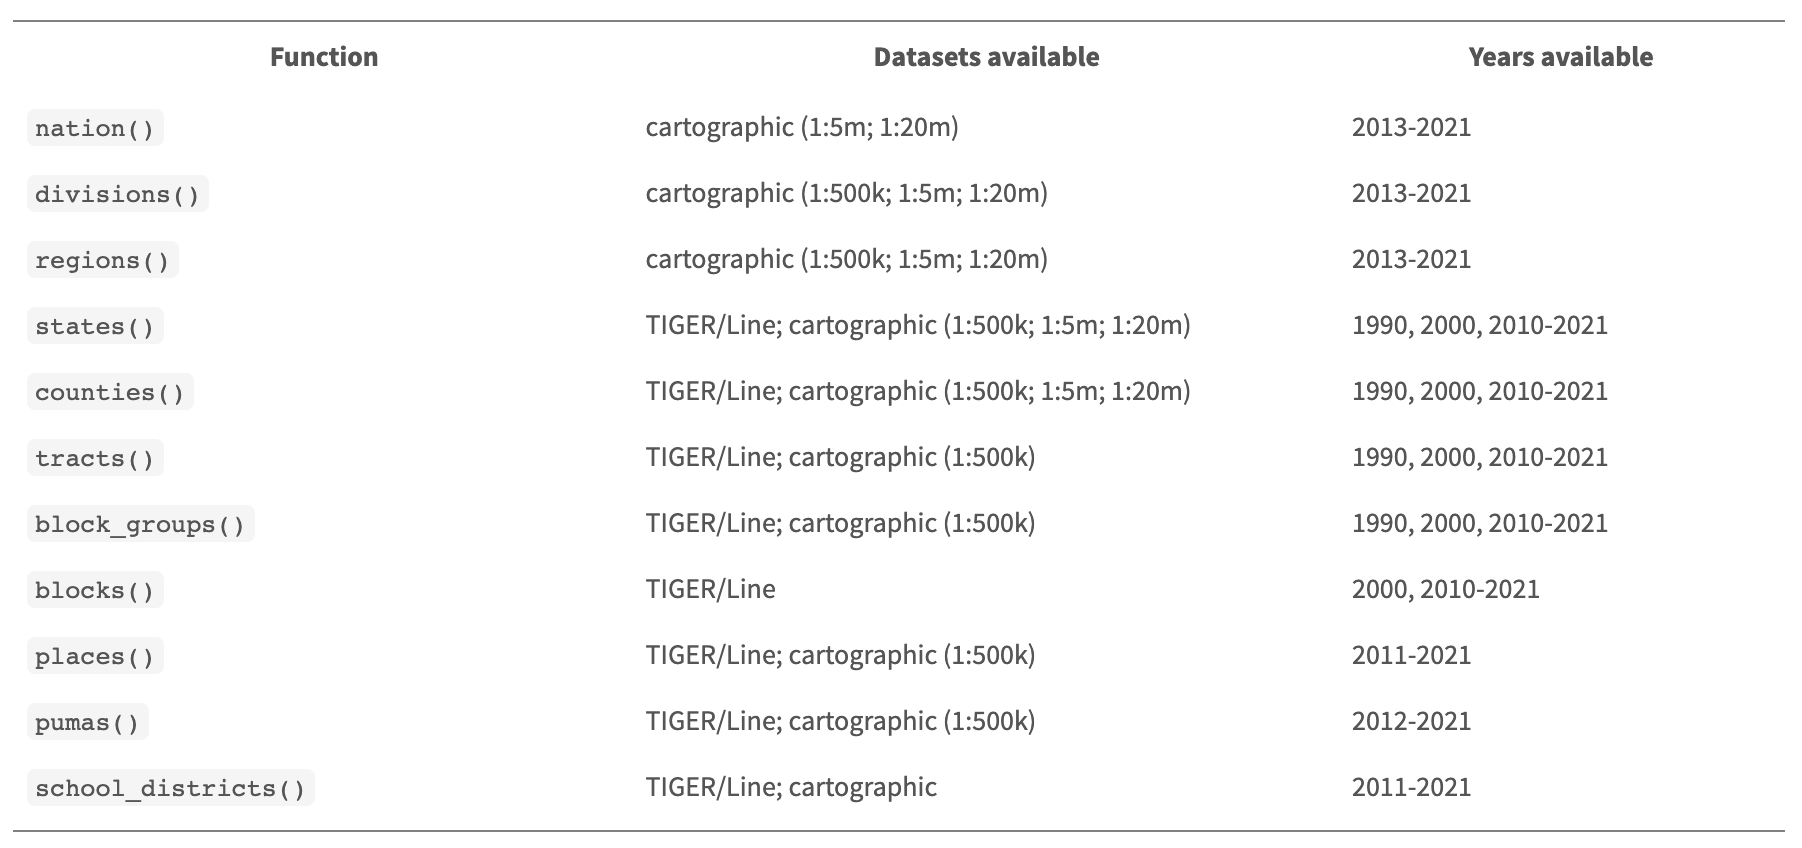 Function Datasets available Years available
nation() cartographic (1:5m; 1:20m) 2013-2021
divisions() cartographic (1:500k; 1:5m; 1:20m) 2013-2021
regions() cartographic (1:500k; 1:5m; 1:20m) 2013-2021
states() TIGER/Line; cartographic (1:500k; 1:5m; 1:20m) 1990, 2000, 2010-2021
counties() TIGER/Line; cartographic (1:500k; 1:5m; 1:20m) 1990, 2000, 2010-2021
tracts() TIGER/Line; cartographic (1:500k) 1990, 2000, 2010-2021
block_groups() TIGER/Line; cartographic (1:500k) 1990, 2000, 2010-2021
blocks() TIGER/Line 2000, 2010-2021
places() TIGER/Line; cartographic (1:500k) 2011-2021
pumas() TIGER/Line; cartographic (1:500k) 2012-2021
school_districts() TIGER/Line; cartographic 2011-2021